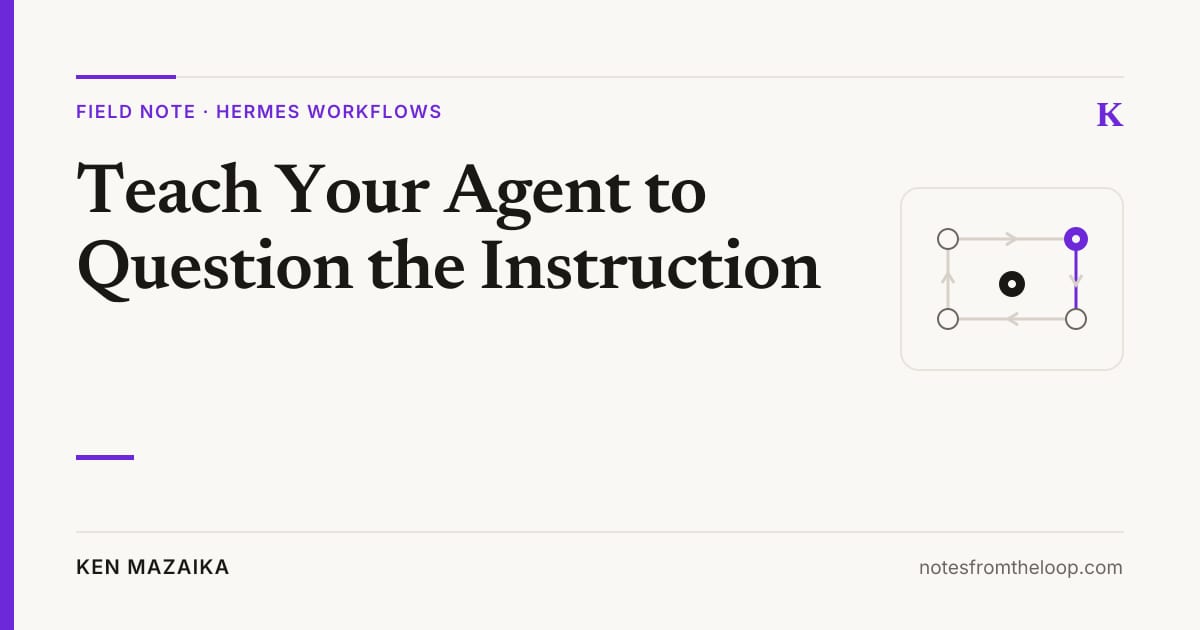 FIELD NOTE · HERMES WORKFLOWS
K
Teach Your Agent to
Question the Instruction
KEN MAZAIKA
notesfromtheloop.com